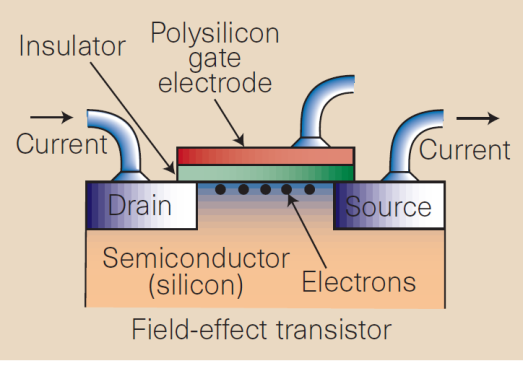 Insulator
Polysilicon
gate
electrode
Current
Current
Drain
Source
Semiconductor
(silicon)
Electrons
Field-effect transistor